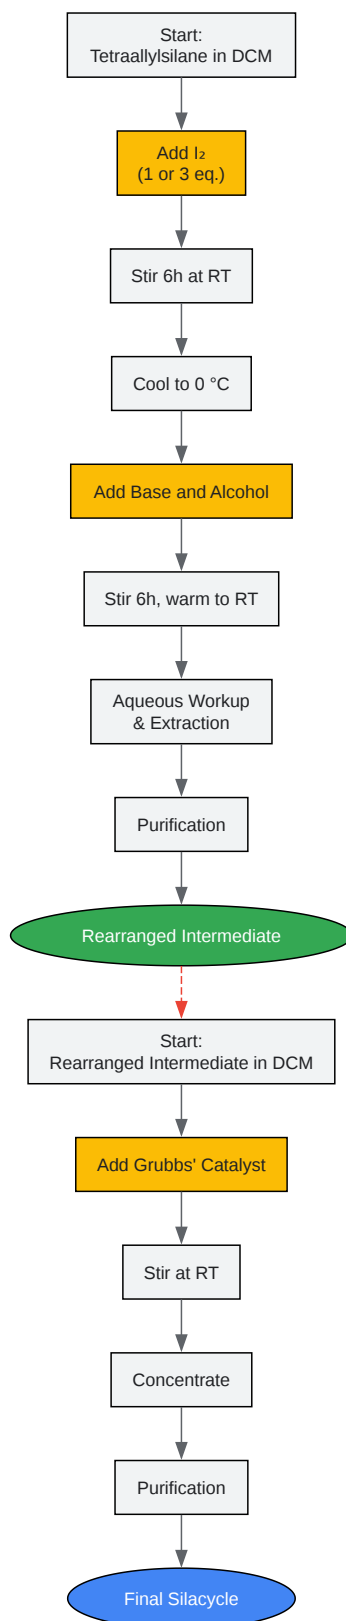 Start:
Tetraallylsilane in DCM
Add I₂
(1 or 3 eq.)
Stir 6h at RT
Cool to 0 °C
Add Base and Alcohol
Stir 6h, warm to RT
Aqueous Workup
& Extraction
Purification
Rearranged Intermediate
Start:
Rearranged Intermediate in DCM
Add Grubbs' Catalyst
Stir at RT
Concentrate
Purification
Final Silacycle